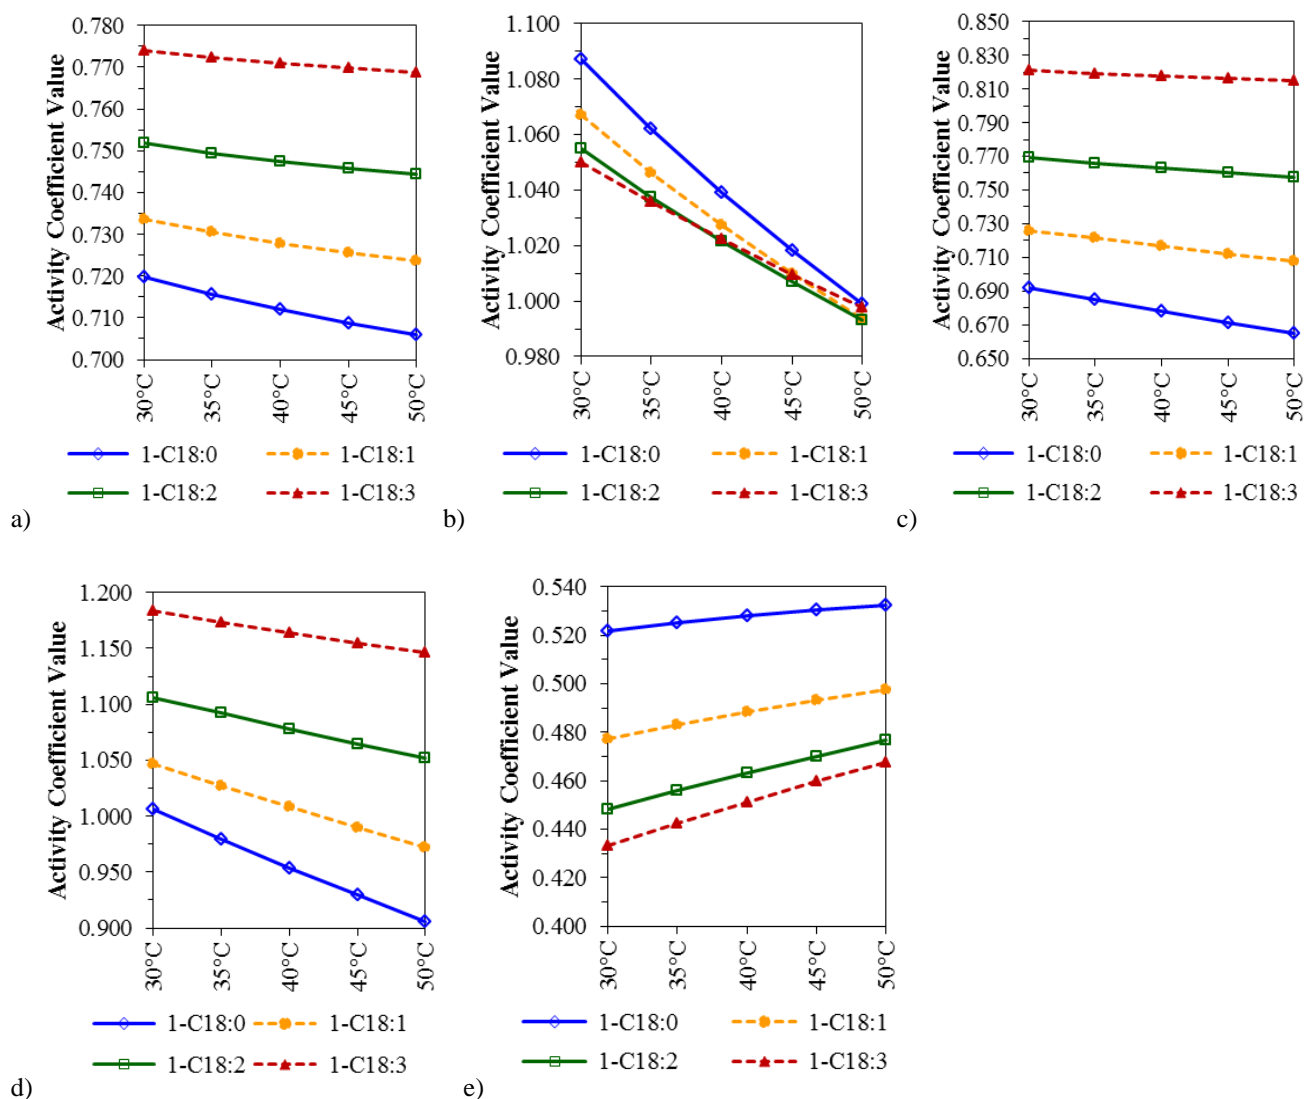 a)
Activity Coefficient Value
0.780
0.770
0.760
0.750
0.740
0.730
0.720
0.710
0.700
30°C 35°C 40°C 45°C 50°C
1-C18:0 1-C18:1
1-C18:2 1-C18:3
b)
Activity Coefficient Value
1.100
1.080
1.060
1.040
1.020
1.000
0.980
30°C 35°C 40°C 45°C 50°C
1-C18:0 1-C18:1
1-C18:2 1-C18:3
c)
Activity Coefficient Value
0.850
0.830
0.810
0.790
0.770
0.750
0.730
0.710
0.690
0.670
0.650
30°C 35°C 40°C 45°C 50°C
1-C18:0 1-C18:1
1-C18:2 1-C18:3
d)
Activity Coefficient Value
1.200
1.150
1.100
1.050
1.000
0.950
0.900
30°C 35°C 40°C 45°C 50°C
1-C18:0 1-C18:1
1-C18:2 1-C18:3
e)
Activity Coefficient Value
0.540
0.520
0.500
0.480
0.460
0.440
0.420
0.400
30°C 35°C 40°C 45°C 50°C
1-C18:0 1-C18:1
1-C18:2 1-C18:3